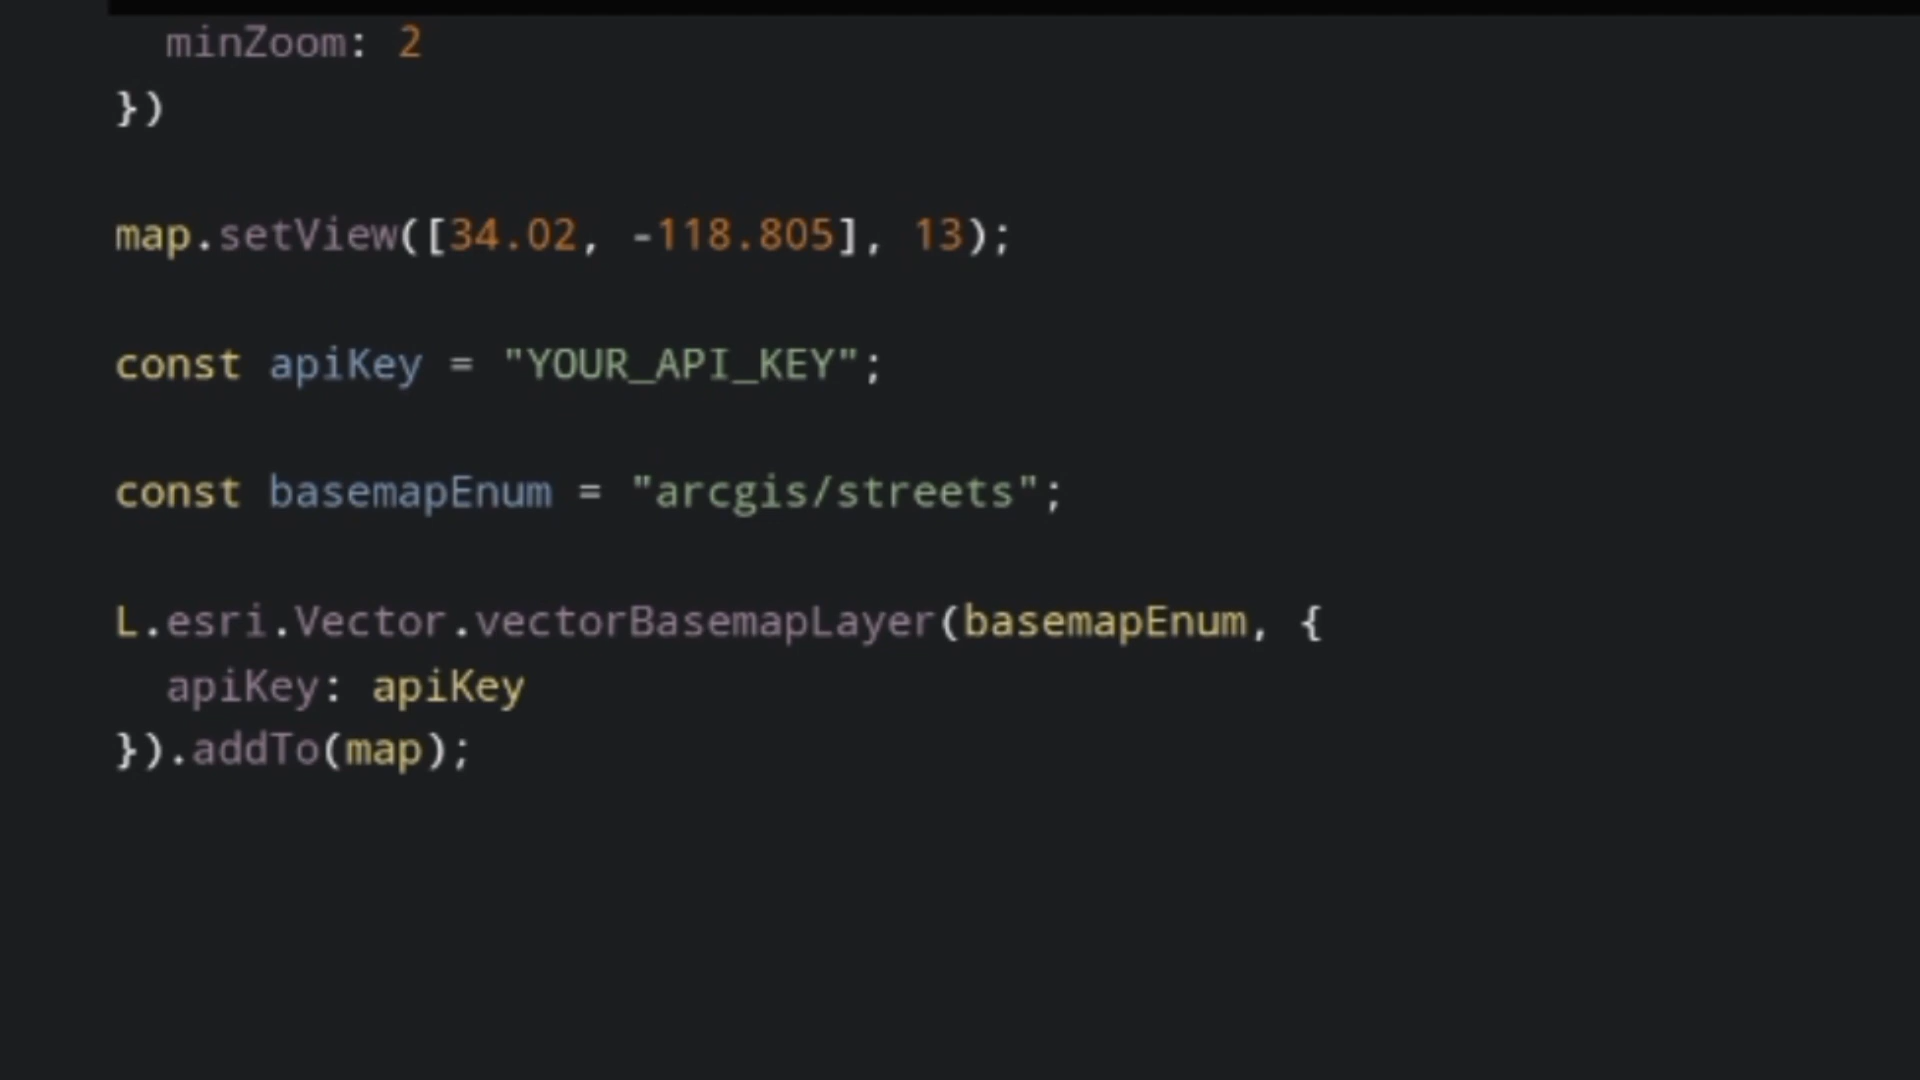 minZoom: 2
})
map.setView([34.02, -118.805], 13);
const apiKey = "YOUR_API_KEY";
const basemapEnum = "arcgis/streets";
L.esri.Vector.vectorBasemapLayer(basemapEnum, {
apiKey: apiKey
}).addTo(map);